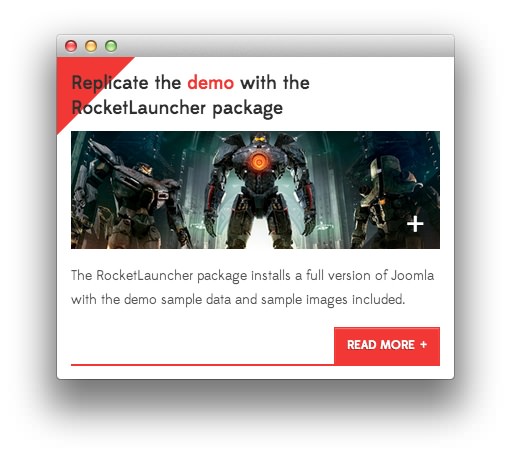 Replicate the demo with the
RocketLauncher package
The RocketLauncher package installs a full version of Joomla
with the demo sample data and sample images included.
READ MORE +